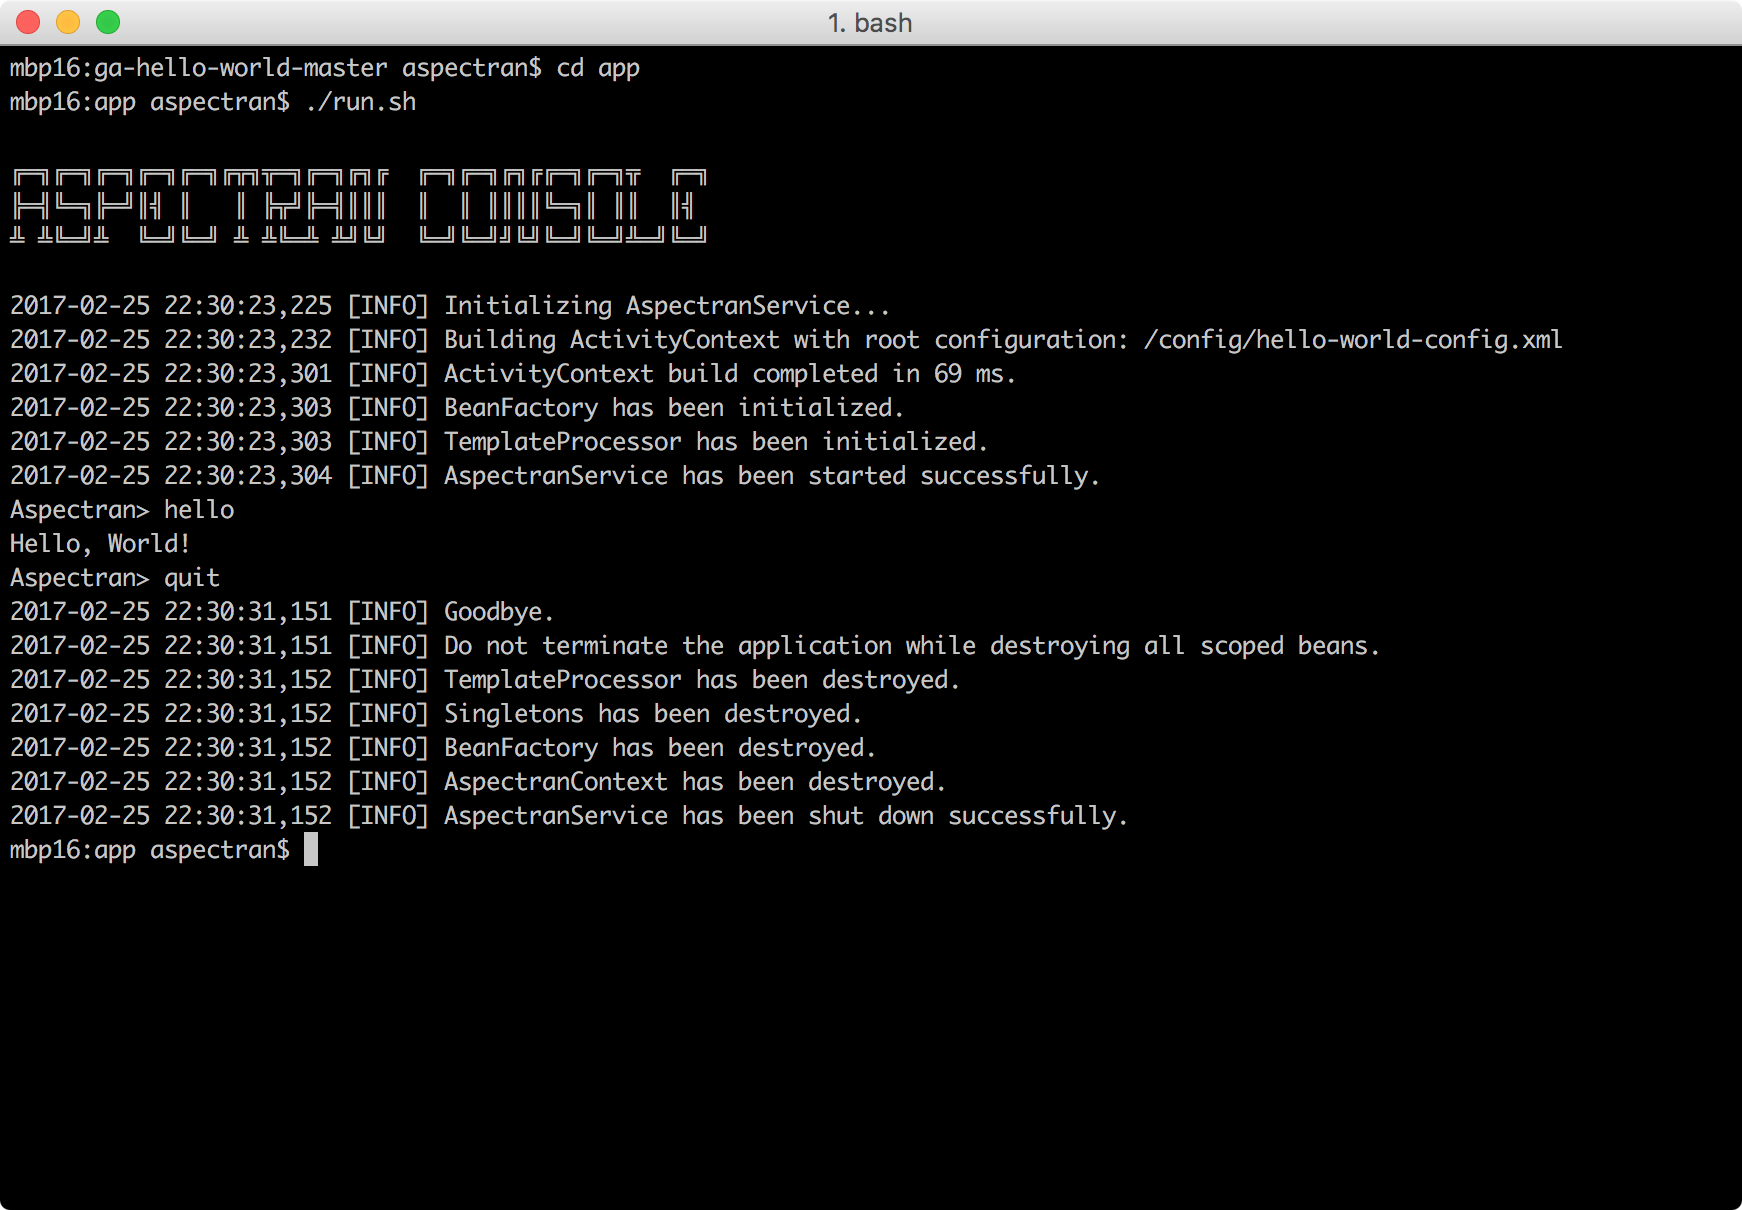 1. bash
mbp16:ga-hello-world-master aspectran$ cd app
mbp16:app aspectran$ ./run.sh
ASPECTRAN CONSOLE
2017-02-25 22:30:23,225 [INFO] Initializing AspectranService...
2017-02-25 22:30:23,232 [INFO] Building ActivityContext with root configuration: /config/hello-world-config.xml
2017-02-25 22:30:23,301 [INFO] ActivityContext build completed in 69 ms.
2017-02-25 22:30:23,303 [INFO] BeanFactory has been initialized.
2017-02-25 22:30:23,303 [INFO] TemplateProcessor has been initialized.
2017-02-25 22:30:23,304 [INFO] AspectranService has been started successfully.
Aspectran> hello
Hello, World!
Aspectran> quit
2017-02-25 22:30:31,151 [INFO] Goodbye.
2017-02-25 22:30:31,151 [INFO] Do not terminate the application while destroying all scoped beans.
2017-02-25 22:30:31,152 [INFO] TemplateProcessor has been destroyed.
2017-02-25 22:30:31,152 [INFO] Singletons has been destroyed.
2017-02-25 22:30:31,152 [INFO] BeanFactory has been destroyed.
2017-02-25 22:30:31,152 [INFO] AspectranContext has been destroyed.
2017-02-25 22:30:31,152 [INFO] AspectranService has been shut down successfully.
mbp16:app aspectran$